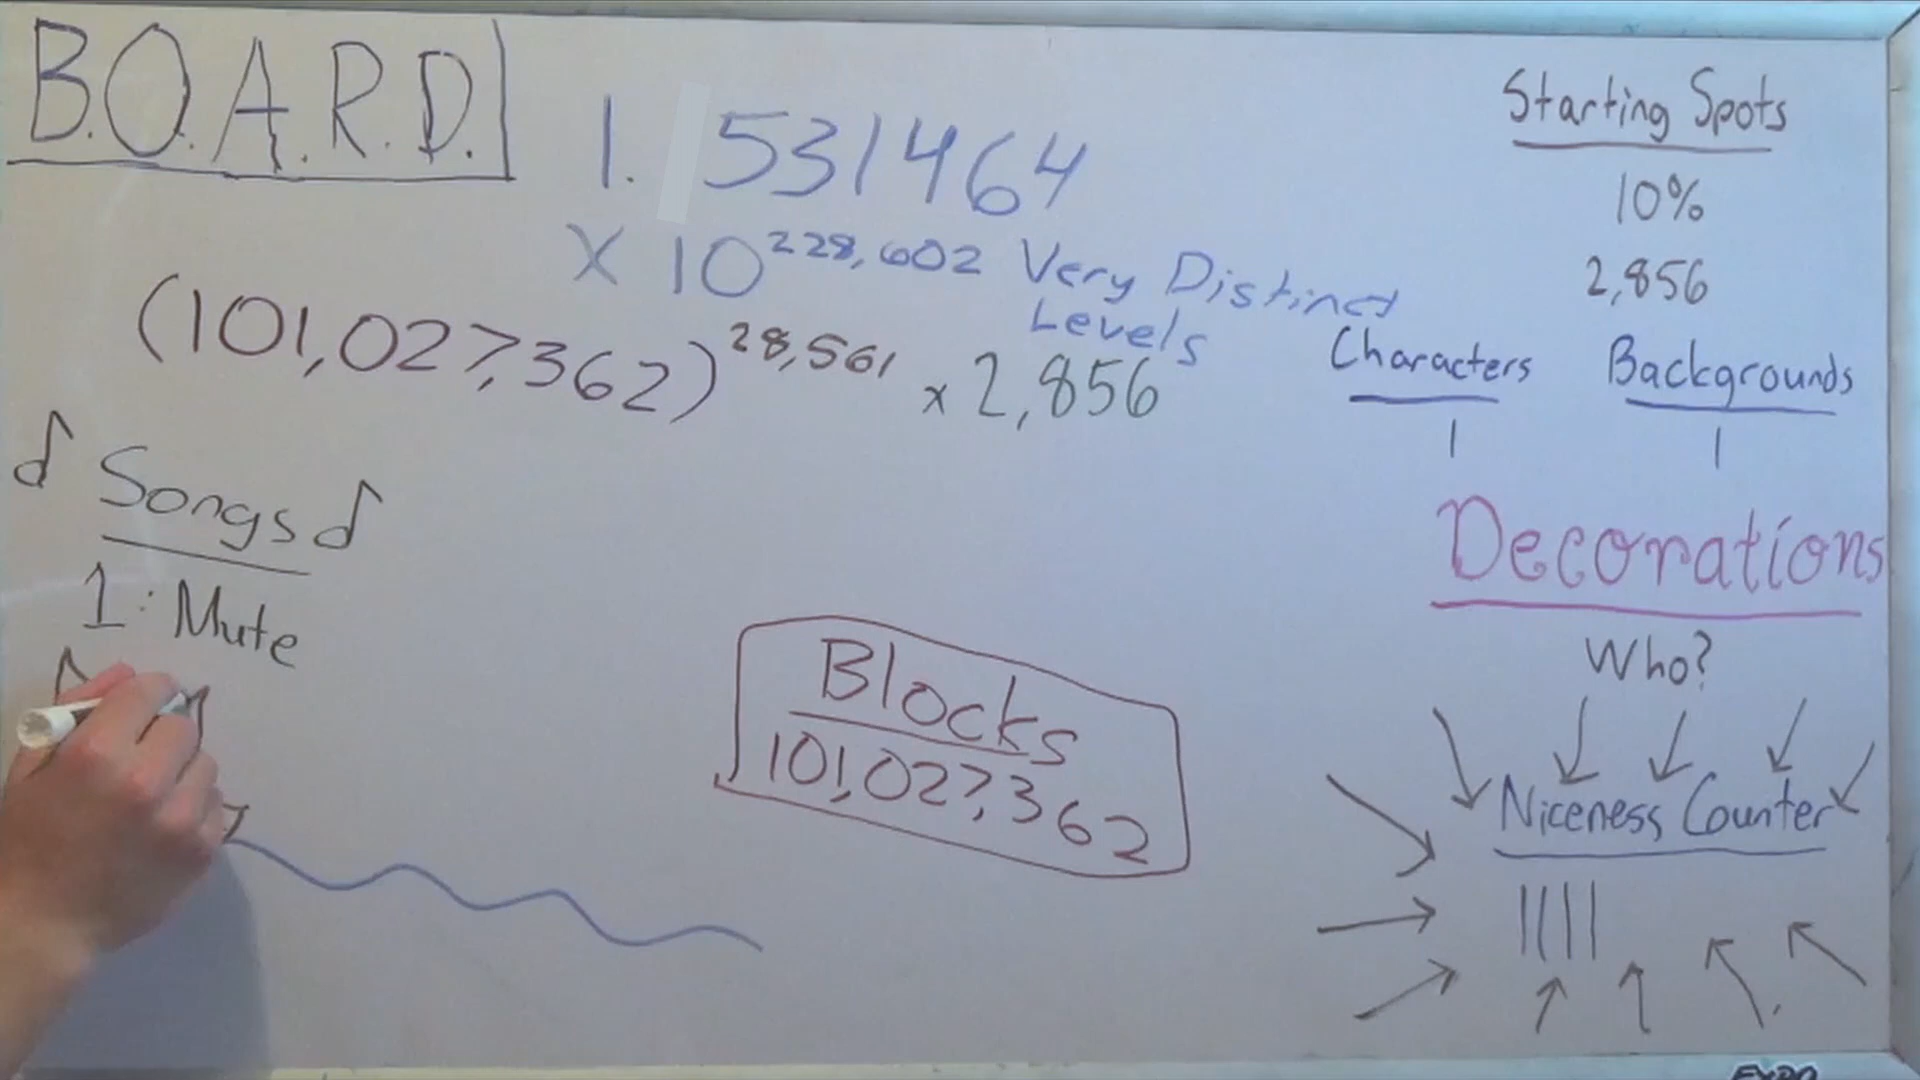 B.O.A.R.D.
1. 531464
x 10^228,602 Very Distinct
Levels
(101,027,362)^28,561 x 2,856
Songs
1: Mute
Blocks
101,027,362
Starting Spots
10%
2,856
Characters
1
Backgrounds
1
Decorations
Who?
Niceness Counter
||||